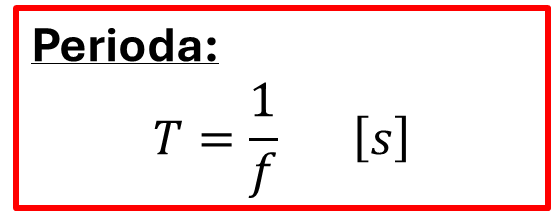 Perioda:
T = 1/f [s]